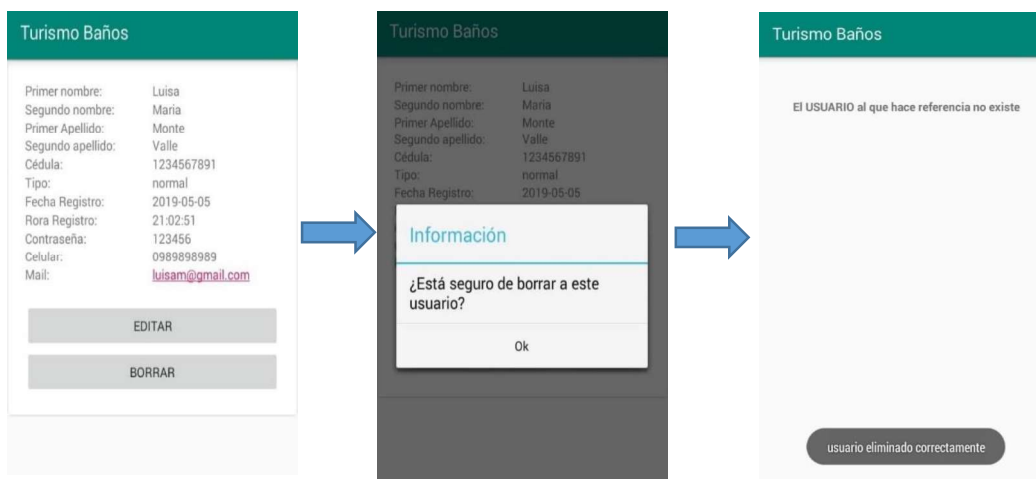 Turismo Baños
Primer nombre: Luisa
Segundo nombre: Maria
Primer Apellido: Monte
Segundo apellido: Valle
Cédula: 1234567891
Tipo: normal
Fecha Registro: 2019-05-05
Rora Registro: 21:02:51
Contraseña: 123456
Celular: 0989898989
Mail: luisam@gmail.com
EDITAR
BORRAR
Turismo Baños
Primer nombre: Luisa
Segundo nombre: Maria
Primer Apellido: Monte
Segundo apellido: Valle
Cédula: 1234567891
Tipo: normal
Fecha Registro: 2019-05-05
Información
¿Está seguro de borrar a este
usuario?
Ok
Turismo Baños
El USUARIO al que hace referencia no existe
usuario eliminado correctamente